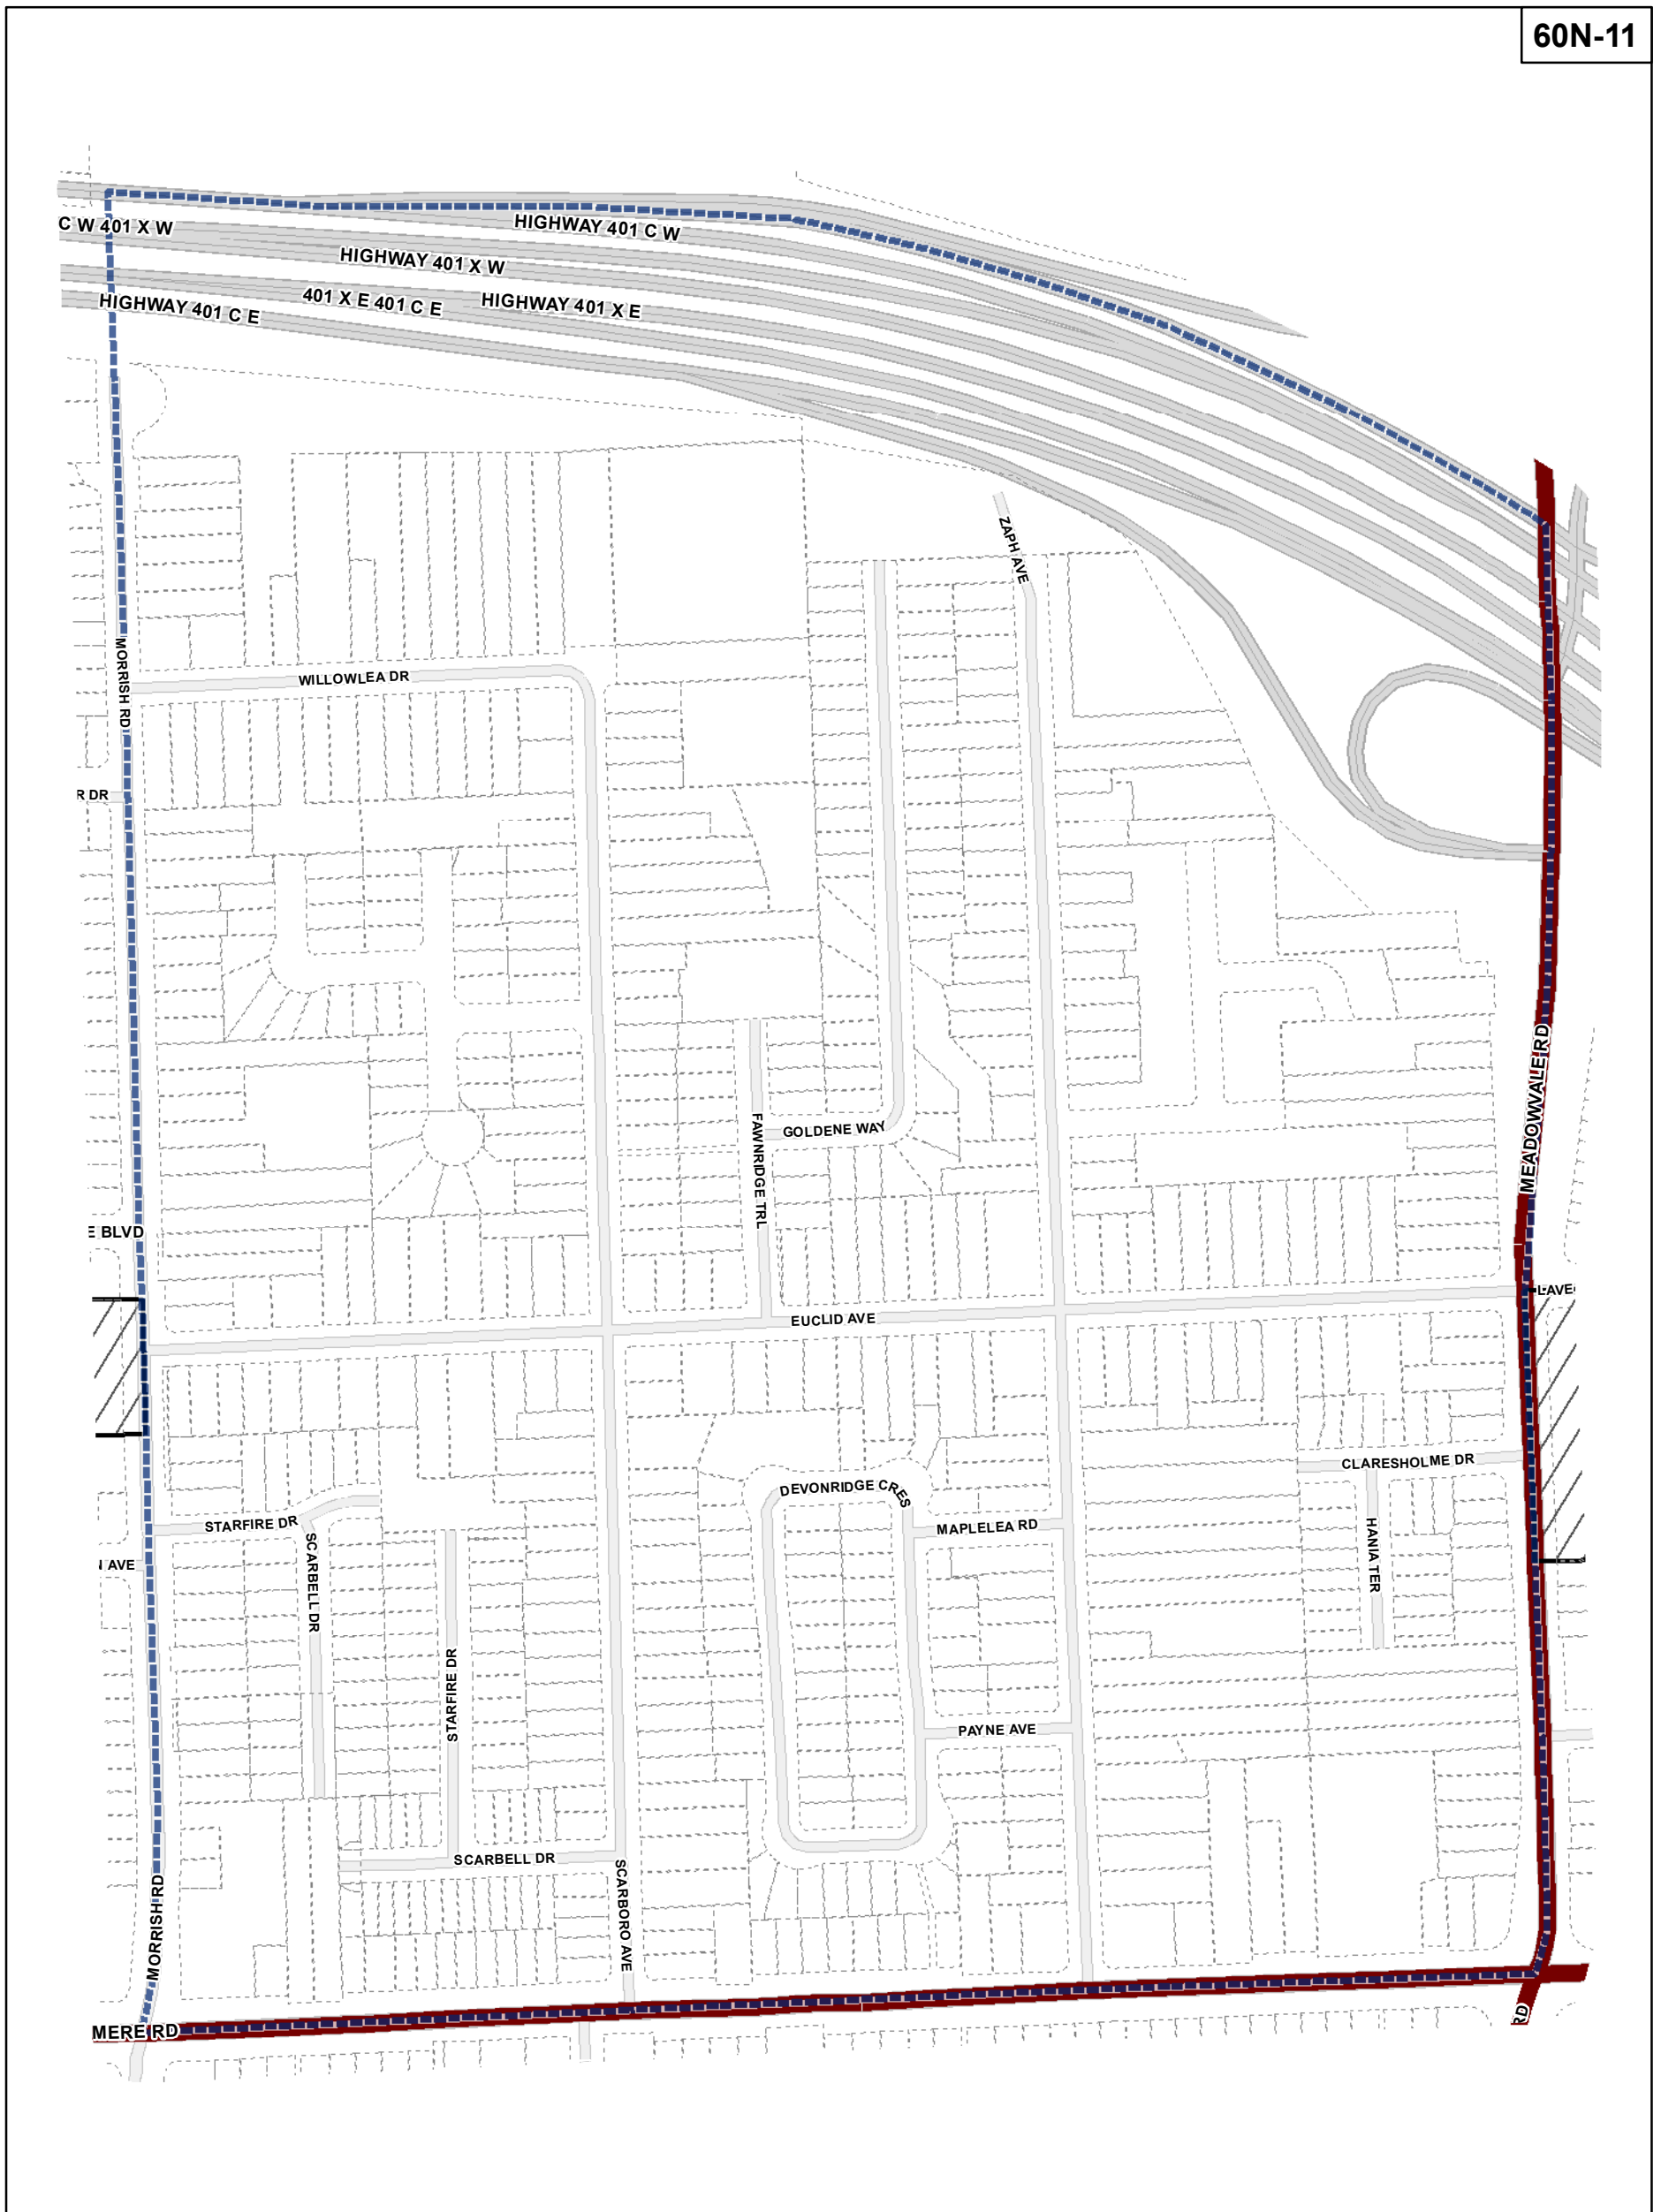 60N-11
HIGHWAY 401 C W
C W 401 X W
HIGHWAY 401 X W
401 X E 401 C E
HIGHWAY 401 X E
HIGHWAY 401 C E
ZAPH AVE
MORRISH RD
WILLOWLEA DR
R DR
MEADOWVALE RD
FAWNRIDGE TRL
GOLDENE WAY
E BLVD
LAVE
EUCLID AVE
CLARESHOLME DR
DEVONRIDGE CRES
STARFIRE DR
MAPLELEA RD
SCARBELL DR
HANIA TER
AVE
STARFIRE DR
PAYNE AVE
SCARBELL DR
SCARBORO AVE
MORRISH RD
RD
MERE RD